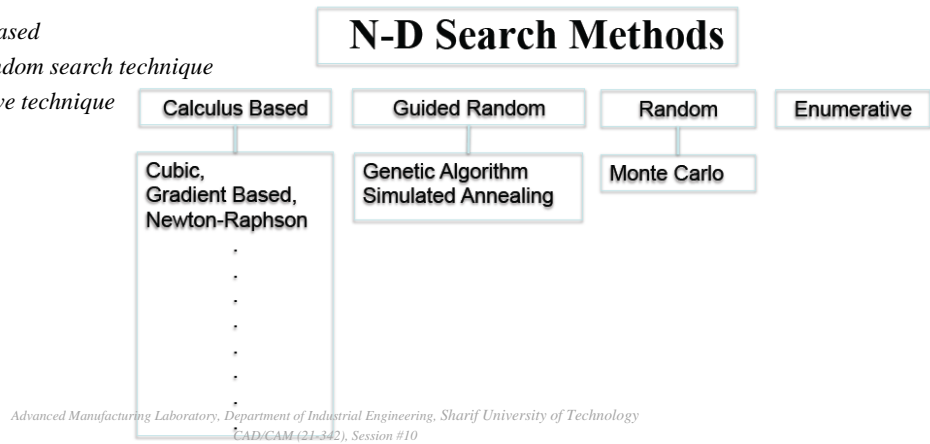 ased
ndom search technique
ve technique
N-D Search Methods
Calculus Based
Guided Random
Random
Enumerative
Cubic,
Gradient Based,
Newton-Raphson
.
.
.
.
.
.
.
.
Genetic Algorithm
Simulated Annealing
Monte Carlo
Advanced Manufacturing Laboratory, Department of Industrial Engineering, Sharif University of Technology
CAD/CAM (21-342), Session #10